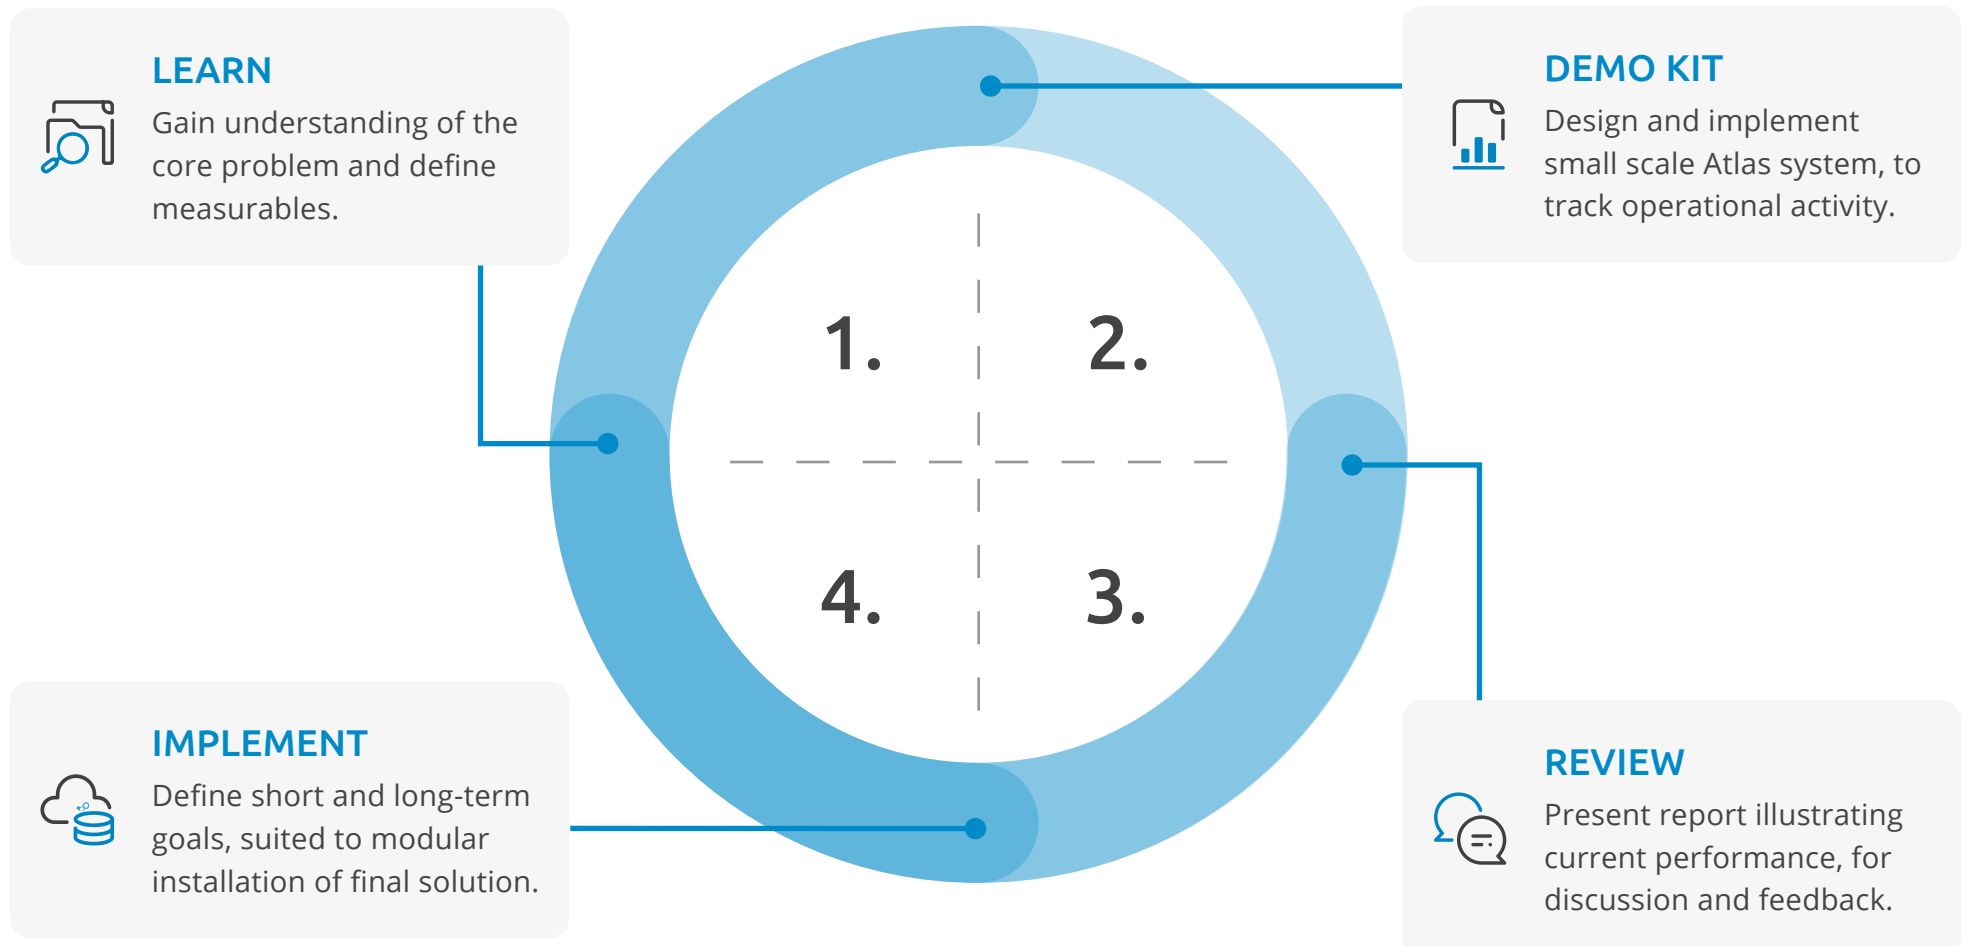 LEARN
Gain understanding of the
core problem and define
measurables.
DEMO KIT
Design and implement
small scale Atlas system, to
track operational activity.
1.
2.
4.
3.
IMPLEMENT
Define short and long-term
goals, suited to modular
installation of final solution.
REVIEW
Present report illustrating
current performance, for
discussion and feedback.